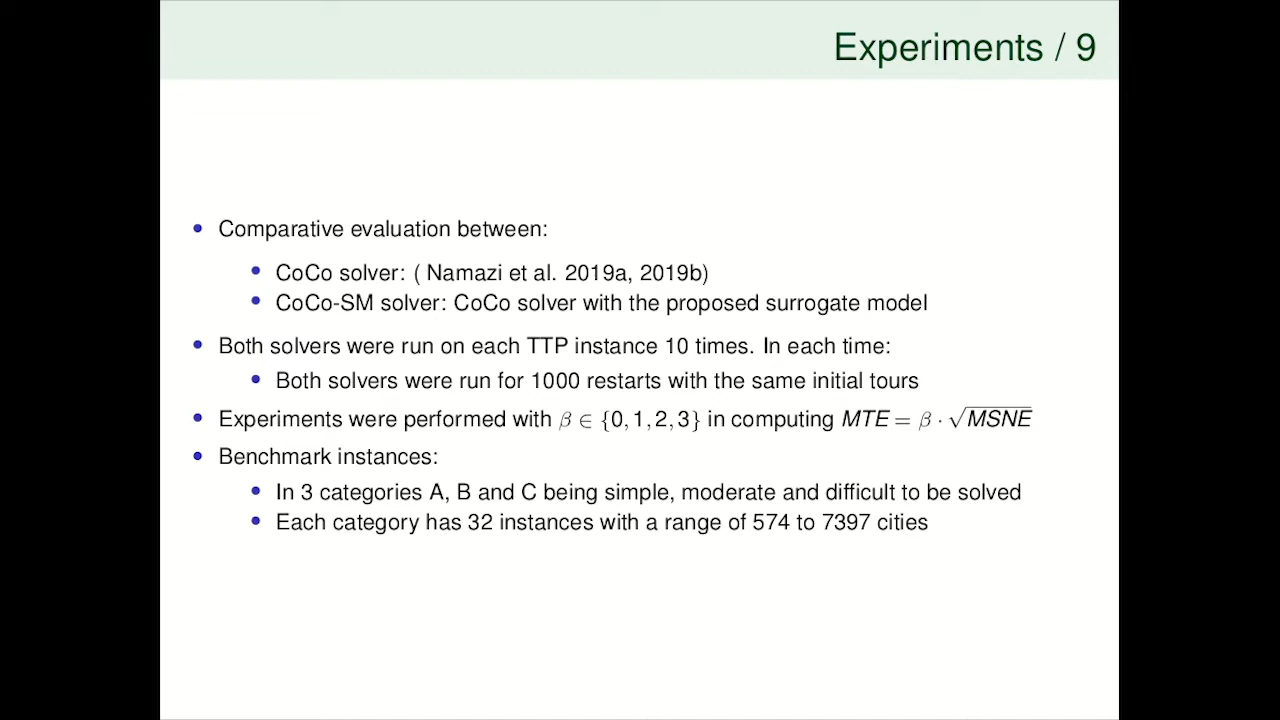 Experiments / 9
• Comparative evaluation between:
• CoCo solver: ( Namazi et al. 2019a, 2019b)
• CoCo-SM solver: CoCo solver with the proposed surrogate model
• Both solvers were run on each TTP instance 10 times. In each time:
• Both solvers were run for 1000 restarts with the same initial tours
• Experiments were performed with β ∈ {0, 1, 2, 3} in computing MTE = β · √MSNE
• Benchmark instances:
• In 3 categories A, B and C being simple, moderate and difficult to be solved
• Each category has 32 instances with a range of 574 to 7397 cities